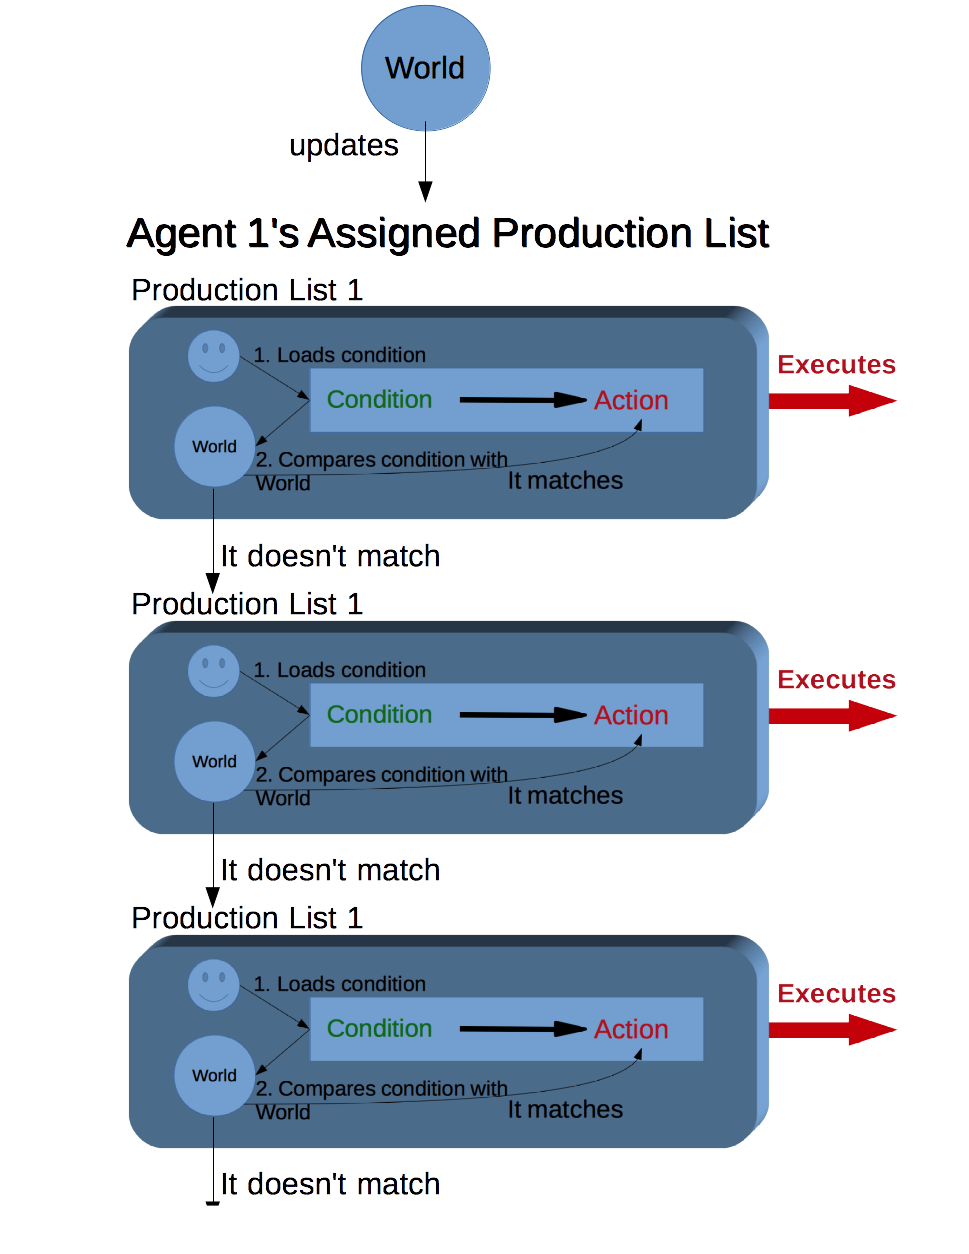 World
updates
Agent 1's Assigned Production List
Production List 1
1. Loads condition
Executes
Condition
Action
World
2. Compares condition with
World
It matches
It doesn't match
Production List 1
1. Loads condition
Executes
Condition
Action
World
2. Compares condition with
World
It matches
It doesn't match
Production List 1
1. Loads condition
Executes
Condition
Action
World
2. Compares condition with
World
It matches
It doesn't match